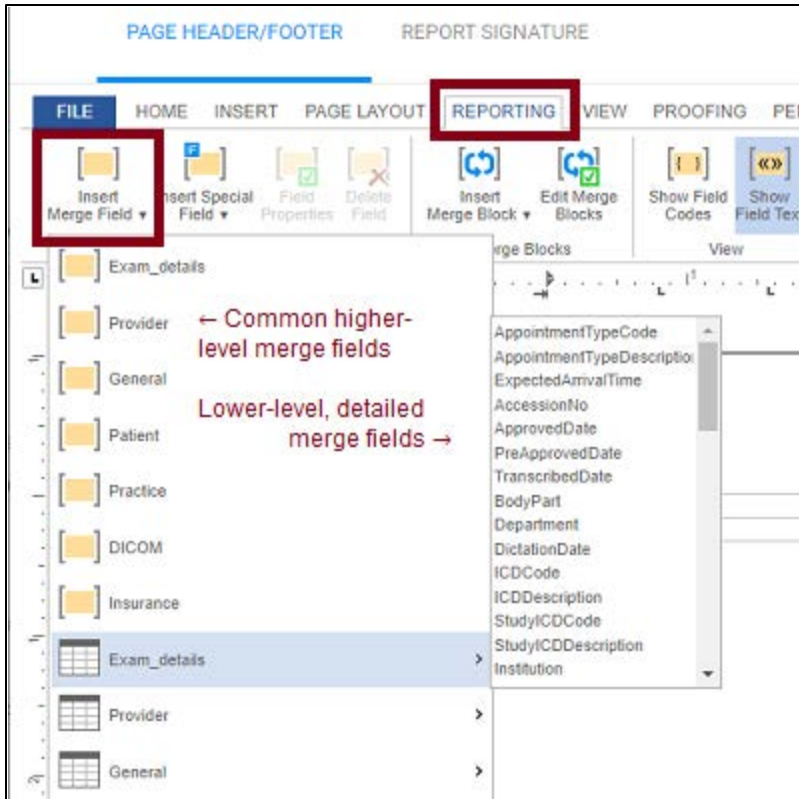 PAGE HEADER/FOOTER REPORT SIGNATURE
FILE HOME INSERT PAGE LAYOUT REPORTING VIEW PROOFING
Insert Merge Field
Insert Special Field
Field Properties
Delete Field
Insert Merge Block
Edit Merge Blocks
Show Field Codes
Show Field
Blocks View
Exam_details
Provider
General
Patient
Practice
DICOM
Insurance
Exam_details
Provider
General
← Common higher-
level merge fields
Lower-level, detailed
merge fields →
AppointmentTypeCode
AppointmentTypeDescriptio
ExpectedArrivalTime
AccessionNo
ApprovedDate
PreApprovedDate
TranscribedDate
BodyPart
Department
DictationDate
ICDCode
ICDDescription
StudyICDCode
StudyICDDescription
Institution